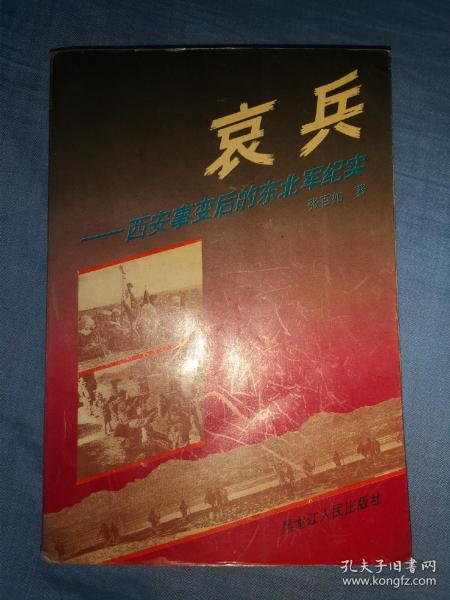 哀兵
——西安事变后的东北军纪实
著
黑龙江人民出版社
孔夫子旧书网
www.kongfz.com